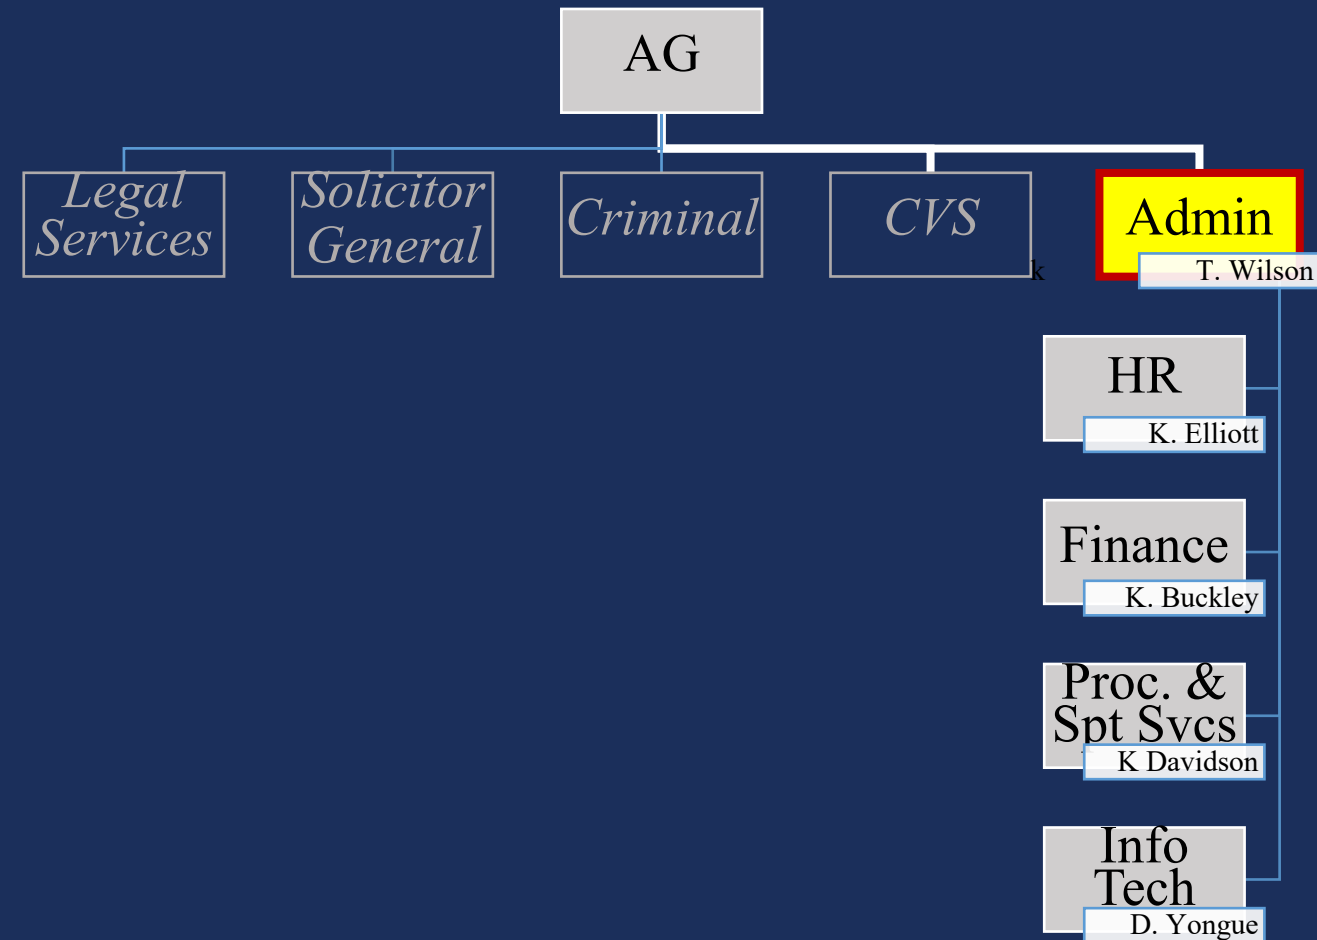 AG
Legal
Services
Solicitor
General
Criminal
CVS
k
Admin
T. Wilson
HR
K. Elliott
Finance
K. Buckley
Proc. &
Spt Svcs
K Davidson
Info
Tech
D. Yongue